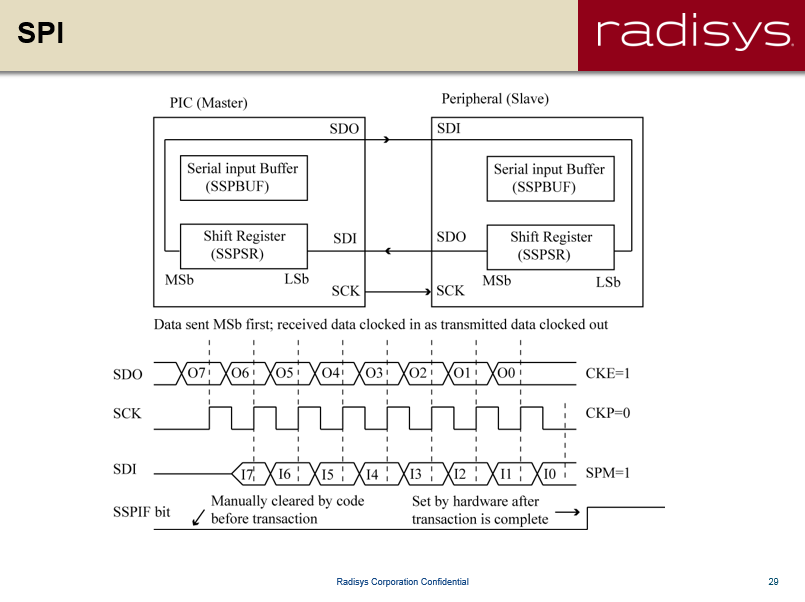 SPI
radisys.
PIC (Master)
Peripheral (Slave)
SDO
SDI
Serial input Buffer
(SSPBUF)
Serial input Buffer
(SSPBUF)
Shift Register
(SSPSR)
SDI
SDO
Shift Register
(SSPSR)
MSb
LSb
SCK
SCK
MSb
LSb
Data sent MSb first; received data clocked in as transmitted data clocked out
SDO
O7
O6
O5
O4
O3
O2
O1
O0
CKE=1
SCK
CKP=0
SDI
I7
I6
I5
I4
I3
I2
I1
I0
SPM=1
SSPIF bit
Manually cleared by code
before transaction
Set by hardware after
transaction is complete
Radisys Corporation Confidential
29